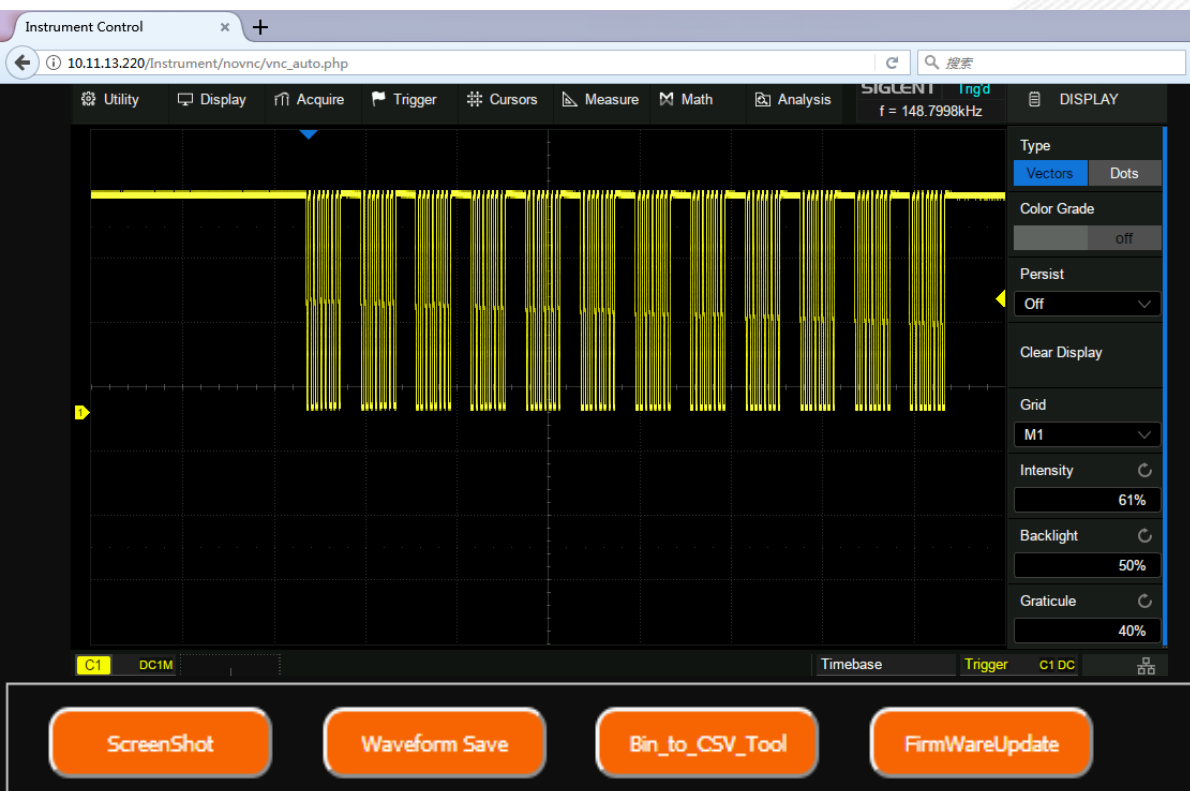 Instrument Control × +
10.11.13.220/Instrument/novnc/vnc_auto.php
搜索
Utility Display Acquire Trigger Cursors Measure Math Analysis
SIGLENT Trig'd
f = 148.7998kHz
DISPLAY
Type
Vectors Dots
Color Grade
off
Persist
Off
Clear Display
Grid
M1
Intensity
61%
Backlight
50%
Graticule
40%
1
C1 DC1M
Timebase
Trigger C1 DC
ScreenShot Waveform Save Bin_to_CSV_Tool FirmWareUpdate